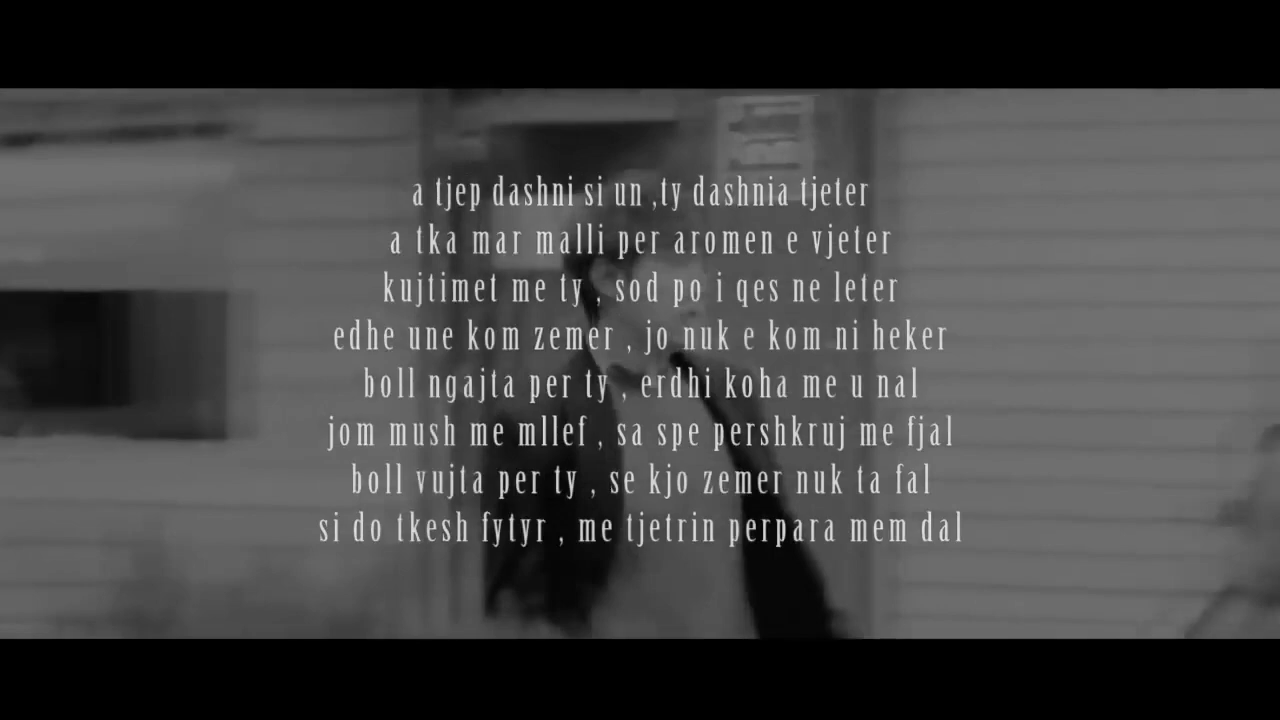 a tjep dashni si un ,ty dashnia tjeter
a tka mar malli per aromen e vjeter
kujtimet me ty , sod po i qes ne leter
edhe une kom zemer , jo nuk e kom ni heker
boll ngajta per ty , erdhi koha me u nal
jom mush me mllef , sa spe pershkruj me fjal
boll vujta per ty , se kjo zemer nuk ta fal
si do tkesh fytyr , me tjetrin perpara mem dal